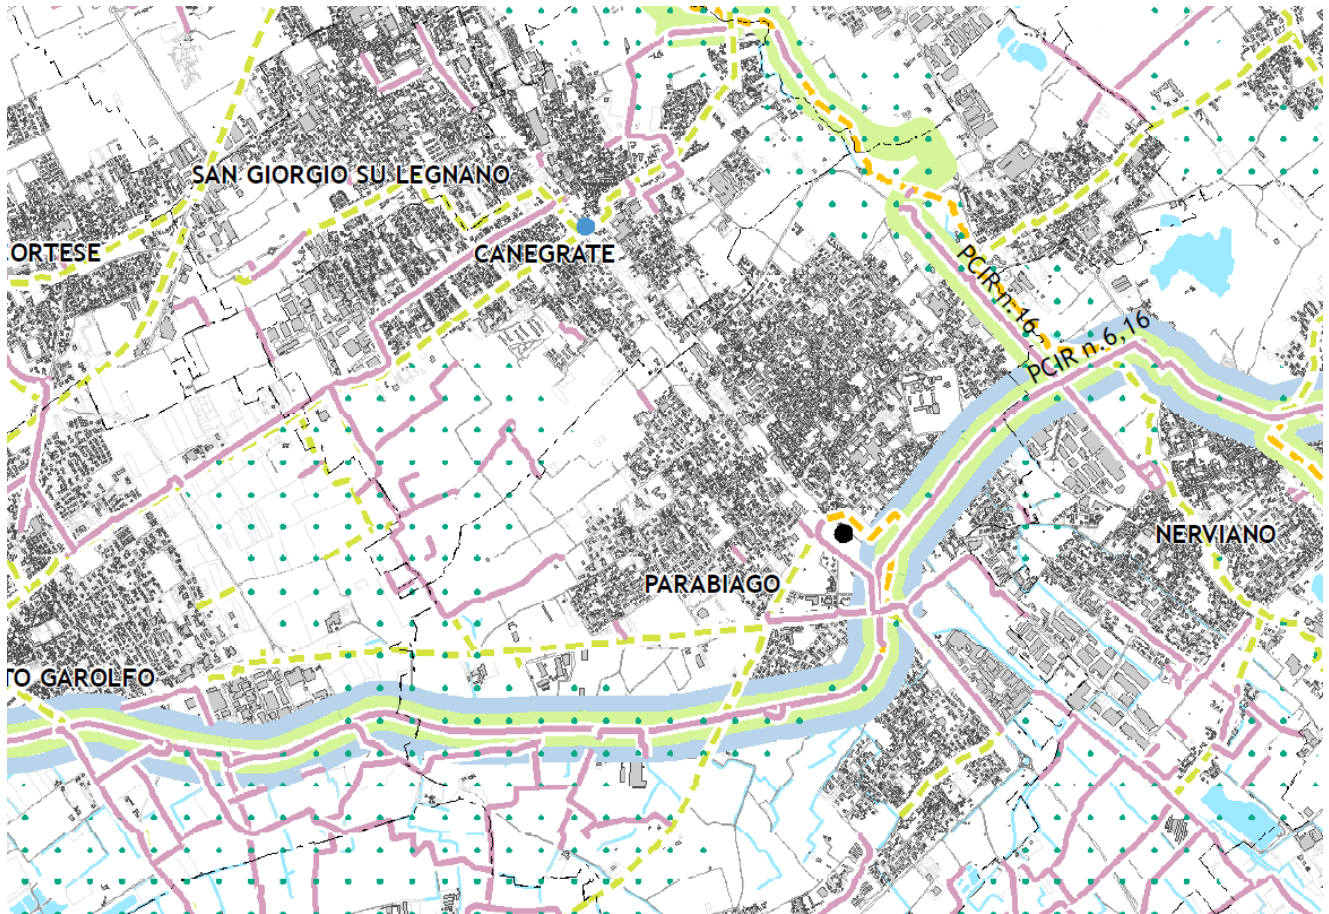 SAN GIORGIO SU LEGNANO
ORTESE
CANEGRATE
PCIR n. 16
PCIR n.6,16
NERVIANO
PARABIAGO
TO GAROLFO